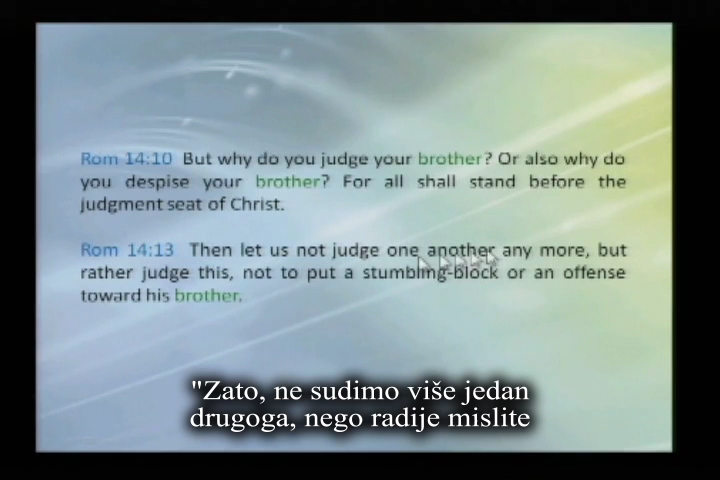 Rom 14:10 But why do you judge your brother? Or also why do
you despise your brother? For all shall stand before the
judgment seat of Christ.
Rom 14:13 Then let us not judge one another any more, but
rather judge this, not to put a stumbling-block or an offense
toward his brother.
"Zato, ne sudimo više jedan
drugoga, nego radije mislite